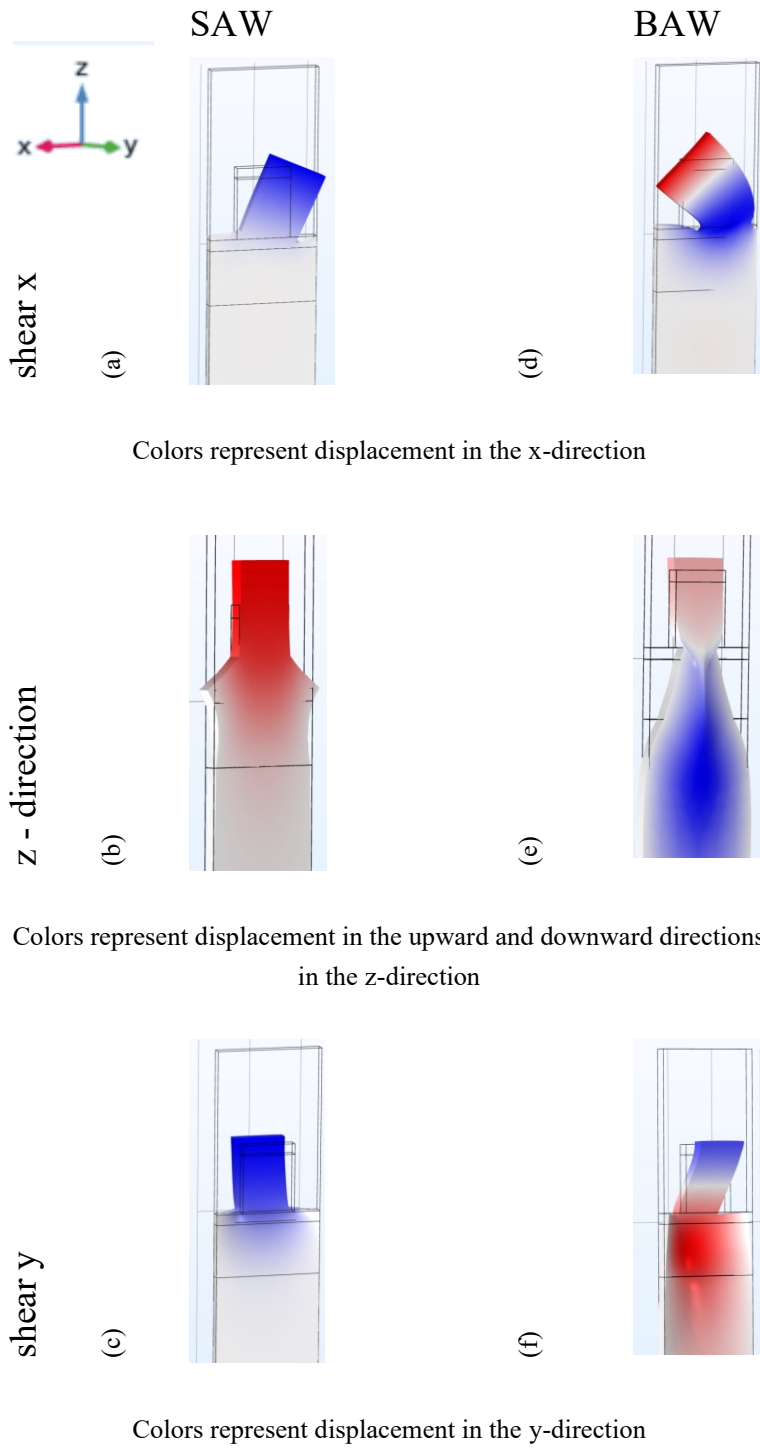 SAW
BAW
z
x
y
shear x
(a)
(d)
Colors represent displacement in the x-direction
z - direction
(b)
(e)
Colors represent displacement in the upward and downward directions
in the z-direction
shear y
(c)
(f)
Colors represent displacement in the y-direction